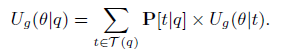 U_g(θ|q) = ∑_{t∈𝒯(q)} P[t|q] × U_g(θ|t).